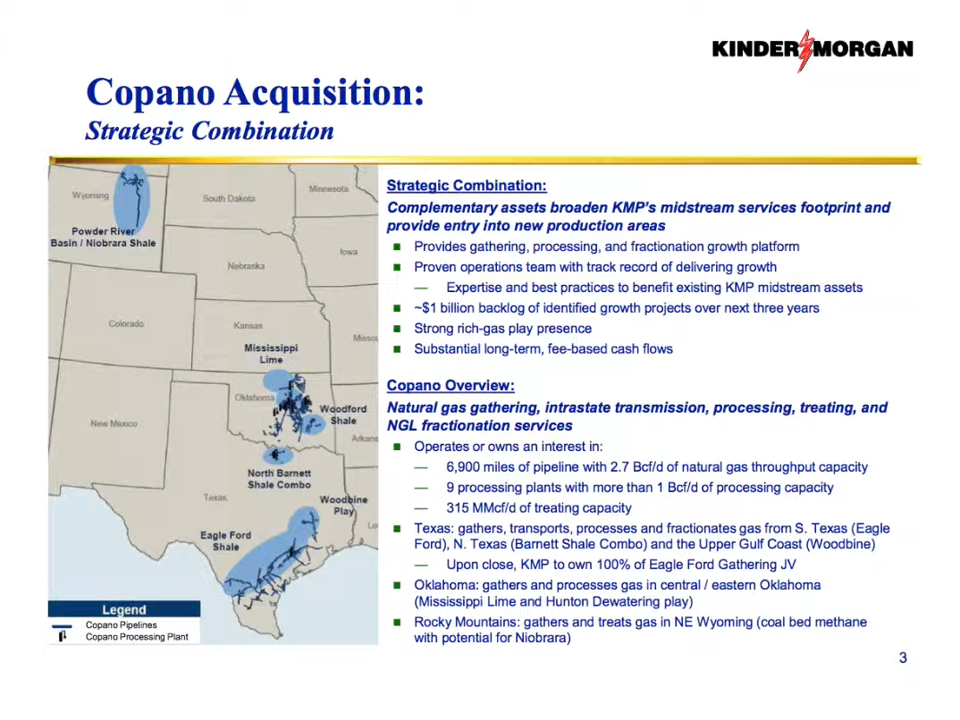 KINDER MORGAN
Copano Acquisition:
Strategic Combination
Wyoming
South Dakota
Minnesota
Powder River
Basin / Niobrara Shale
Iowa
Nebraska
Colorado
Kansas
Missou
Mississippi
Lime
Oklahoma
Woodford
Shale
New Mexico
Arkans
North Barnett
Shale Combo
Texas
Woodbine
Play
Lo
Eagle Ford
Shale
Legend
Copano Pipelines
Copano Processing Plant
Strategic Combination:
Complementary assets broaden KMP's midstream services footprint and
provide entry into new production areas
■ Provides gathering, processing, and fractionation growth platform
■ Proven operations team with track record of delivering growth
— Expertise and best practices to benefit existing KMP midstream assets
■ ~$1 billion backlog of identified growth projects over next three years
■ Strong rich-gas play presence
■ Substantial long-term, fee-based cash flows
Copano Overview:
Natural gas gathering, intrastate transmission, processing, treating, and
NGL fractionation services
■ Operates or owns an interest in:
— 6,900 miles of pipeline with 2.7 Bcf/d of natural gas throughput capacity
— 9 processing plants with more than 1 Bcf/d of processing capacity
— 315 MMcf/d of treating capacity
■ Texas: gathers, transports, processes and fractionates gas from S. Texas (Eagle
Ford), N. Texas (Barnett Shale Combo) and the Upper Gulf Coast (Woodbine)
— Upon close, KMP to own 100% of Eagle Ford Gathering JV
■ Oklahoma: gathers and processes gas in central / eastern Oklahoma
(Mississippi Lime and Hunton Dewatering play)
■ Rocky Mountains: gathers and treats gas in NE Wyoming (coal bed methane
with potential for Niobrara)
3